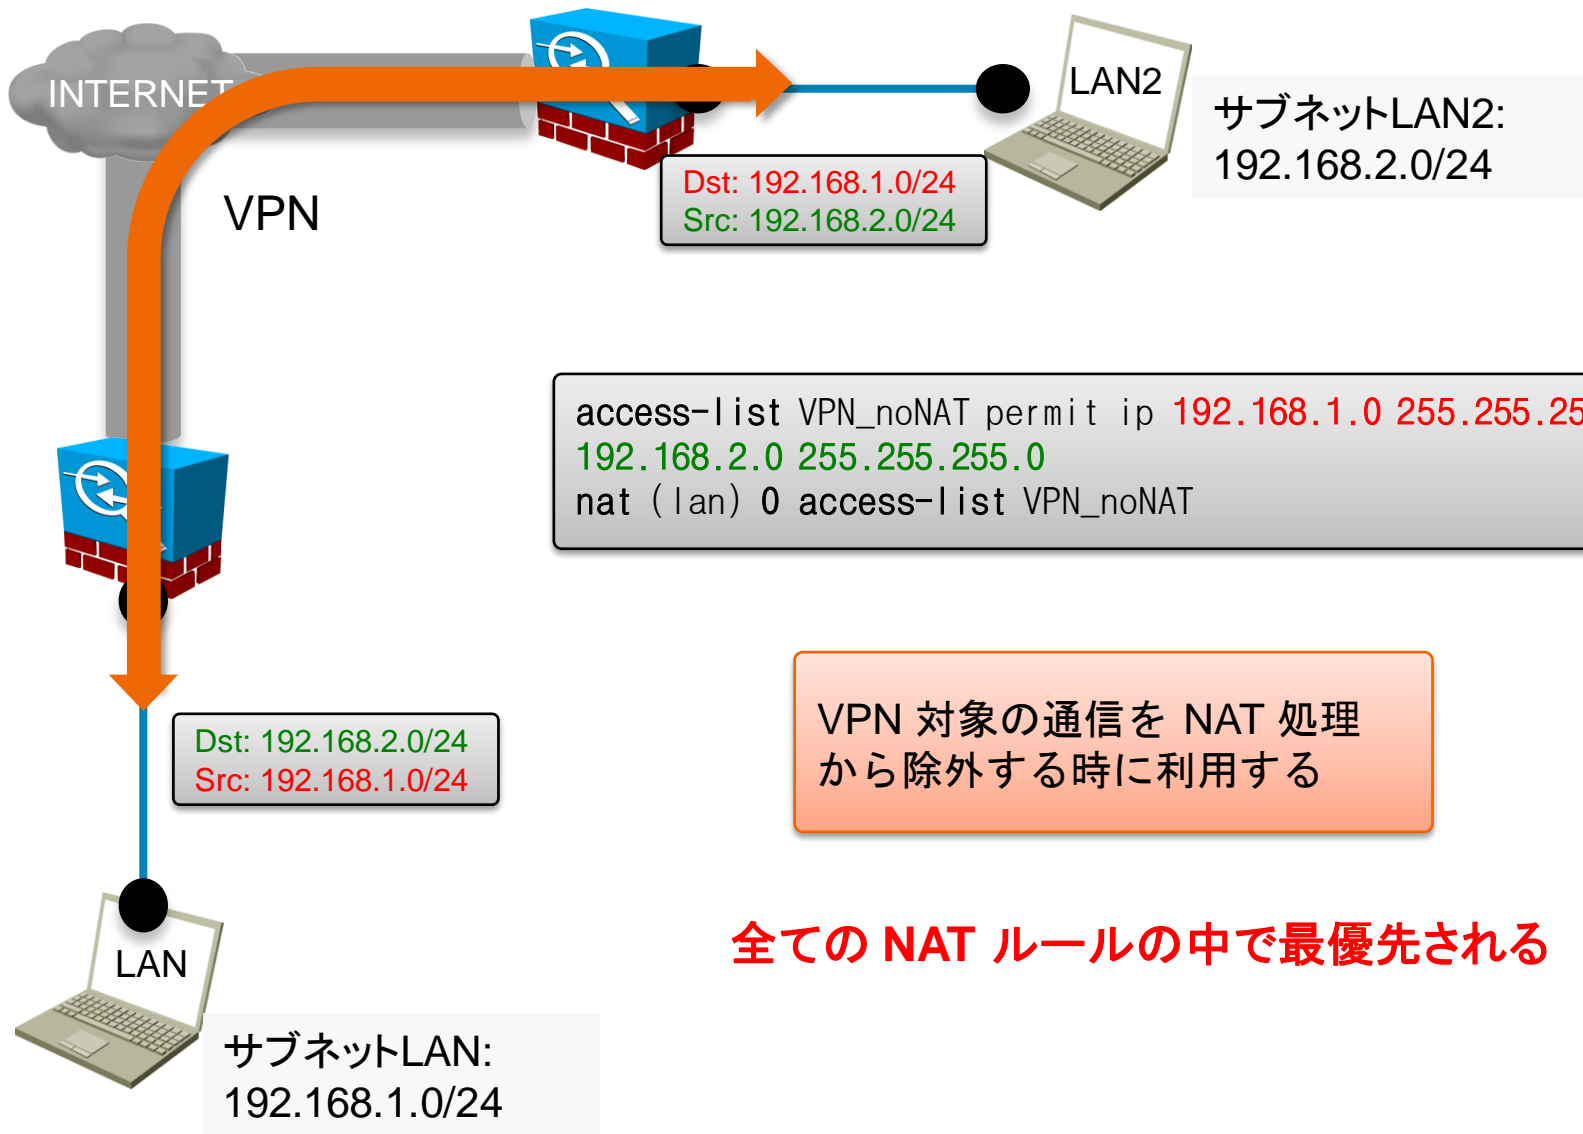 INTERNET
LAN2
サブネットLAN2:
192.168.2.0/24
Dst: 192.168.1.0/24
Src: 192.168.2.0/24
VPN
access-list VPN_noNAT permit ip 192.168.1.0 255.255.25
192.168.2.0 255.255.255.0
nat (lan) 0 access-list VPN_noNAT
VPN 対象の通信を NAT 処理
から除外する時に利用する
Dst: 192.168.2.0/24
Src: 192.168.1.0/24
全ての NAT ルールの中で最優先される
LAN
サブネットLAN:
192.168.1.0/24